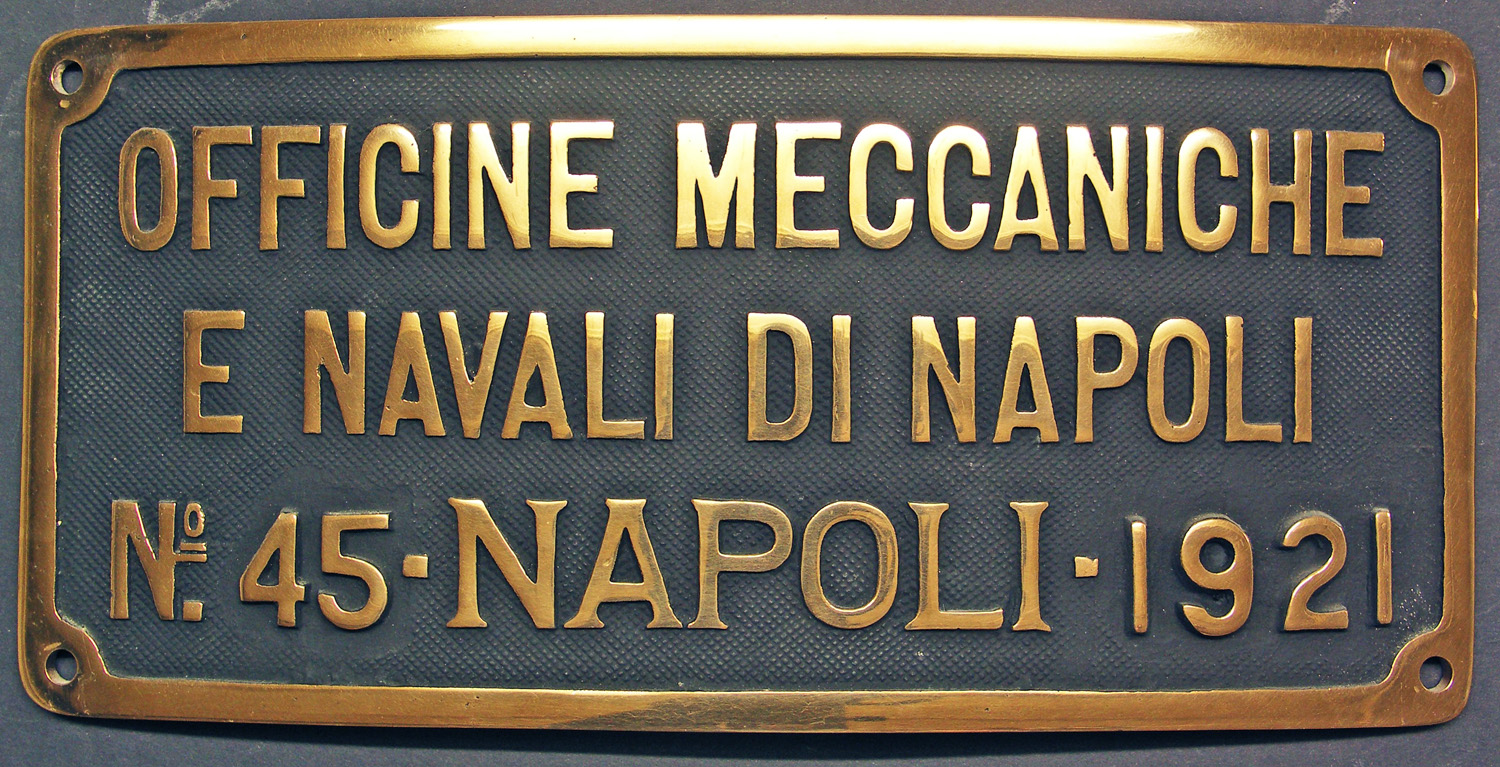 OFFICINE MECCANICHE
E NAVALI DI NAPOLI
Nº. 45·NAPOLI·1921